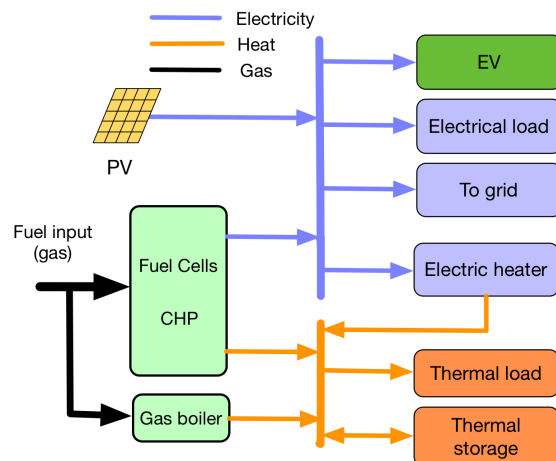 Electricity
Heat
Gas
EV
PV
Electrical load
To grid
Fuel input
(gas)
Fuel Cells
CHP
Electric heater
Thermal load
Gas boiler
Thermal
storage